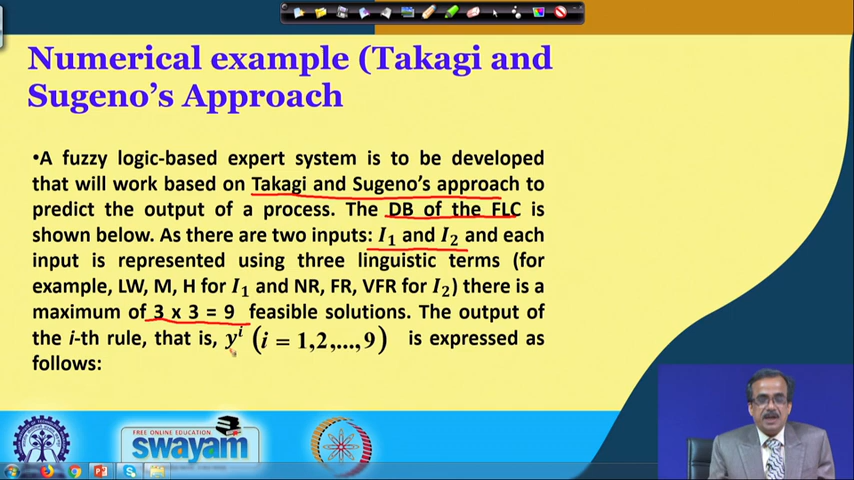 Numerical example (Takagi and
Sugeno's Approach
•A fuzzy logic-based expert system is to be developed
that will work based on Takagi and Sugeno's approach to
predict the output of a process. The DB of the FLC is
shown below. As there are two inputs: I₁ and I₂ and each
input is represented using three linguistic terms (for
example, LW, M, H for I₁ and NR, FR, VFR for I₂) there is a
maximum of 3 x 3 = 9 feasible solutions. The output of
the i-th rule, that is, yⁱ (i = 1,2,...,9) is expressed as
follows:
FREE ONLINE EDUCATION
swayam